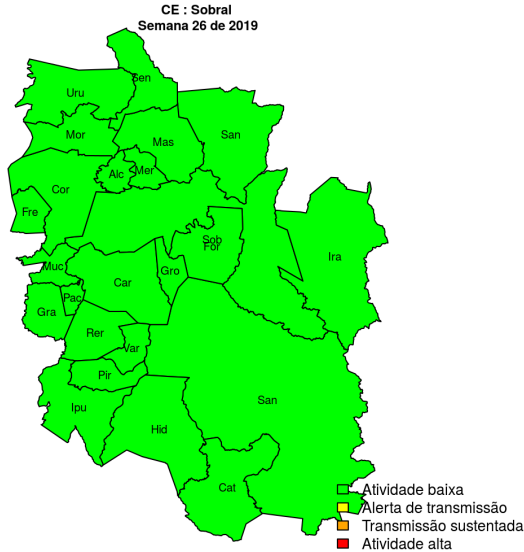 CE : Sobral
Semana 26 de 2019
Sen
Uru
Mor
Mas
San
Alc
Mer
Cor
Fre
Sob
For
Ira
Muc
Gro
Car
Pac
Gra
Rer
Var
Pir
San
Ipu
Hid
Cat
Atividade baixa
Alerta de transmissão
Transmissão sustentada
Atividade alta